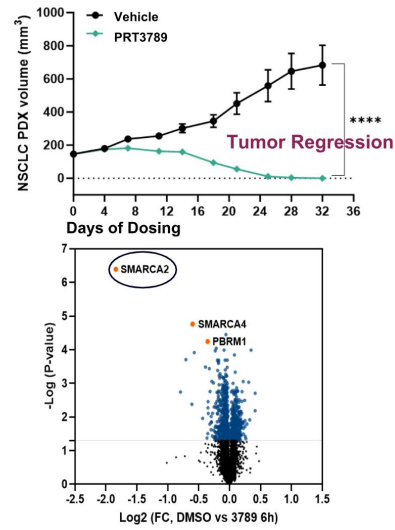 NSCLC PDX volume (mm³)
1000
800
600
400
200
0
Vehicle
PRT3789
****
Tumor Regression
0 4 8 12 16 20 24 28 32 36
Days of Dosing
-Log (P-value)
7
6
5
4
3
2
1
0
SMARCA2
SMARCA4
PBRM1
-2.5 -2.0 -1.5 -1.0 -0.5 0.0 0.5 1.0 1.5
Log2 (FC, DMSO vs 3789 6h)